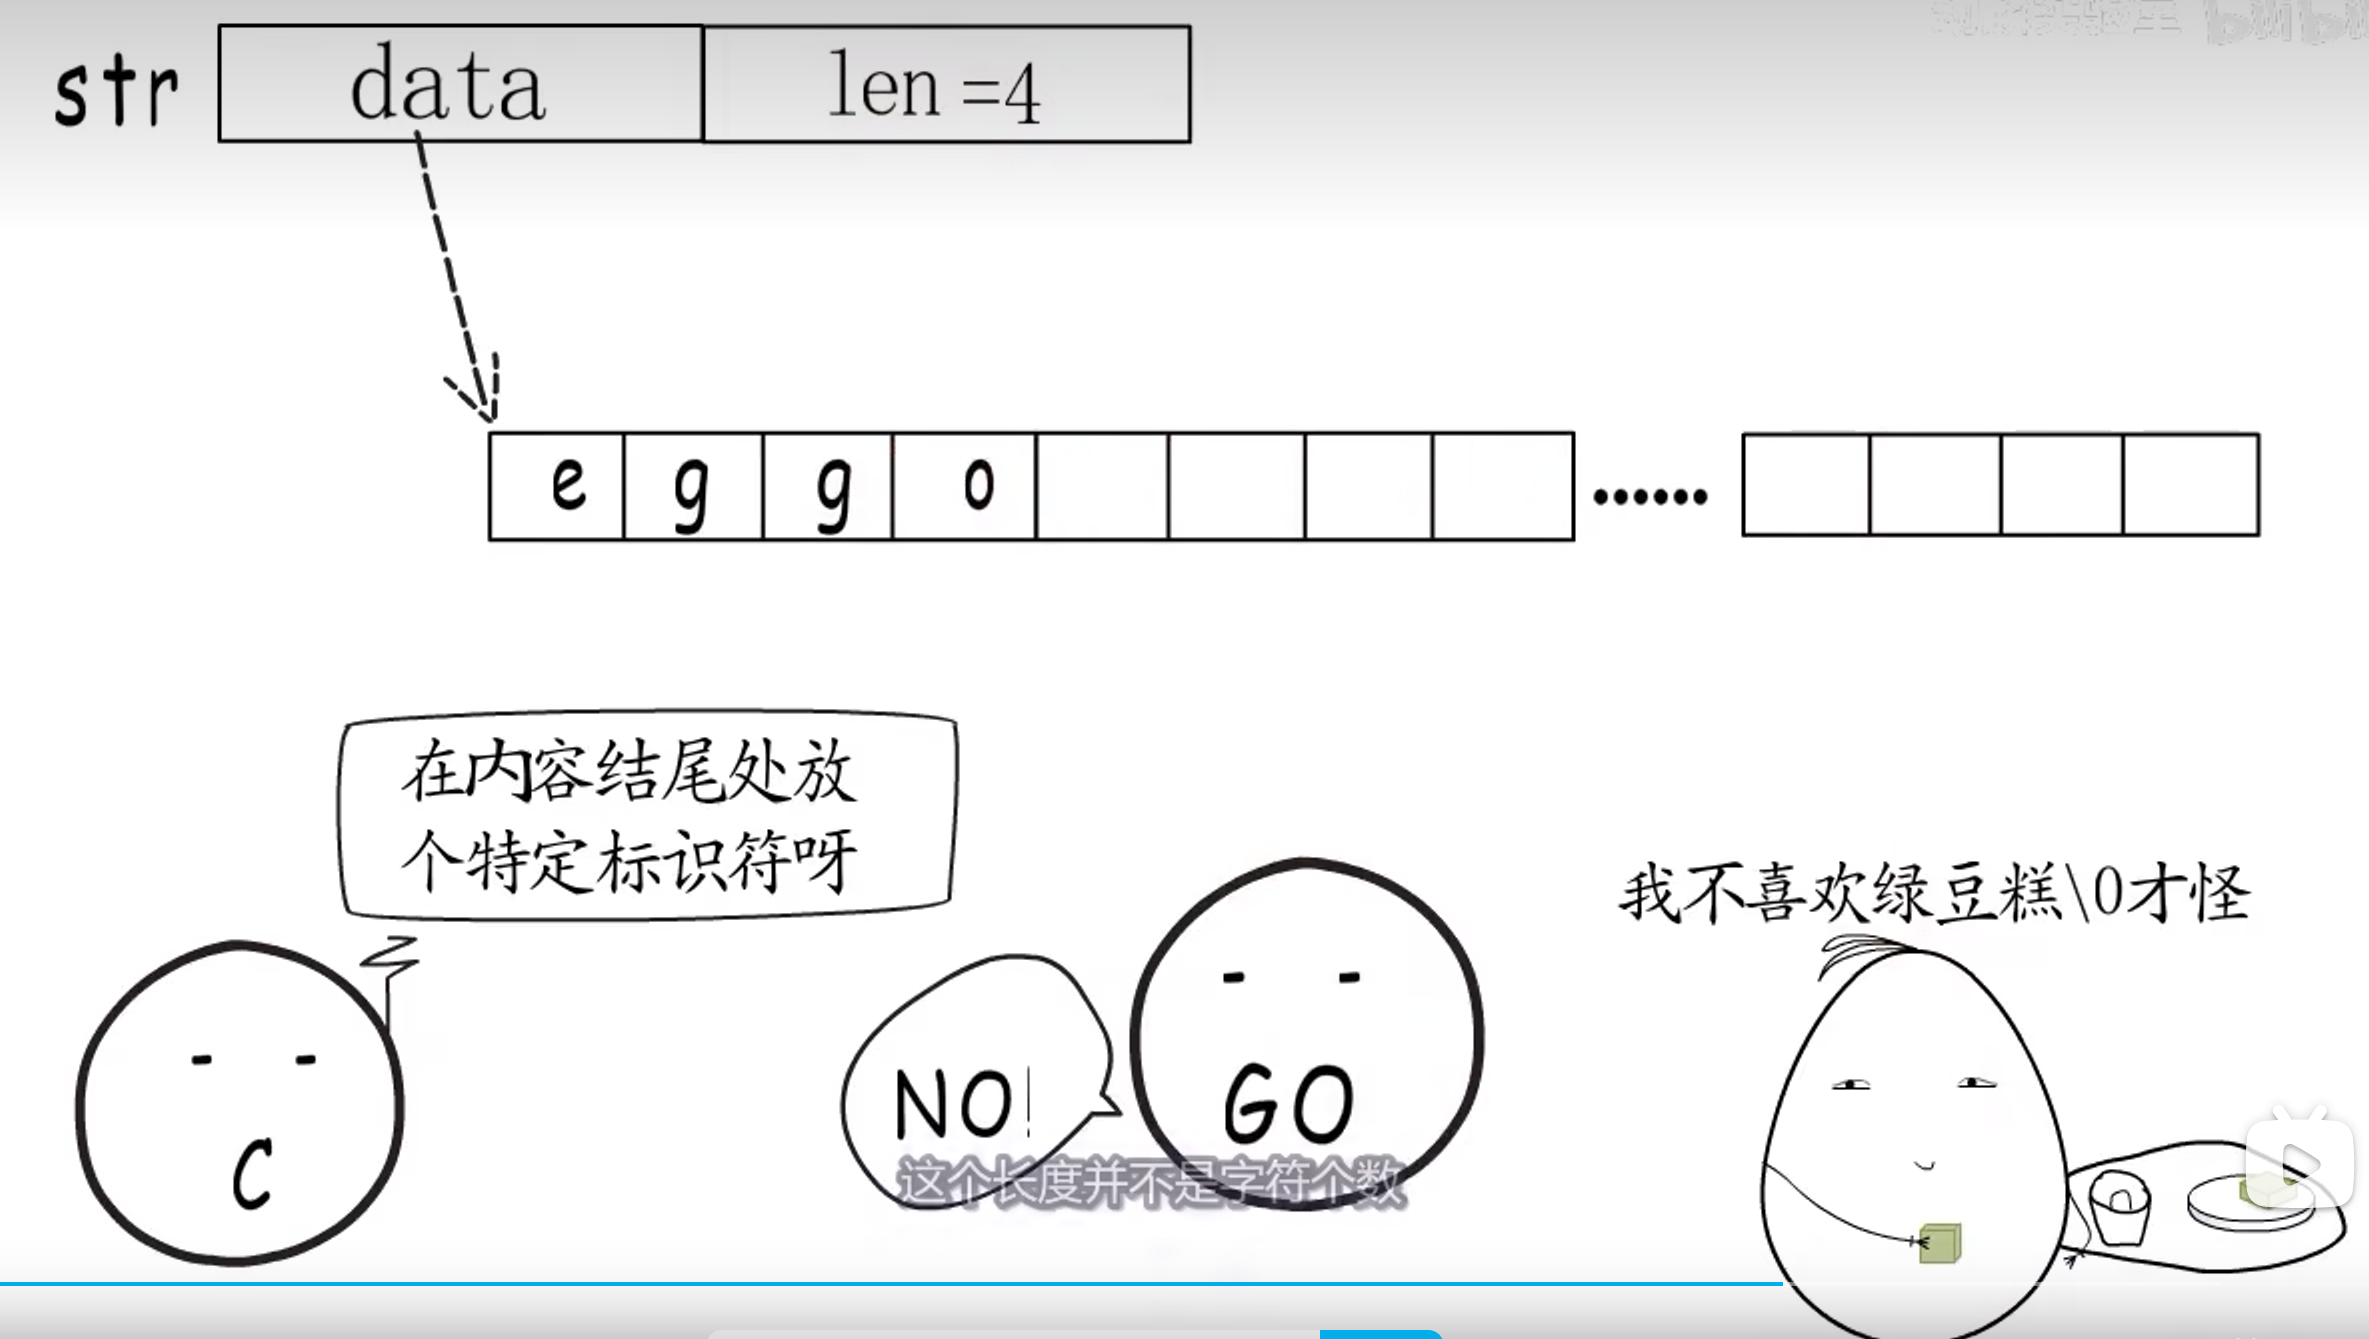 str data len =4
e g g o
在内容结尾处放
个特定标识符呀
我不喜欢绿豆糕\0才怪
NO!
GO
C
这个长度并不是字符个数